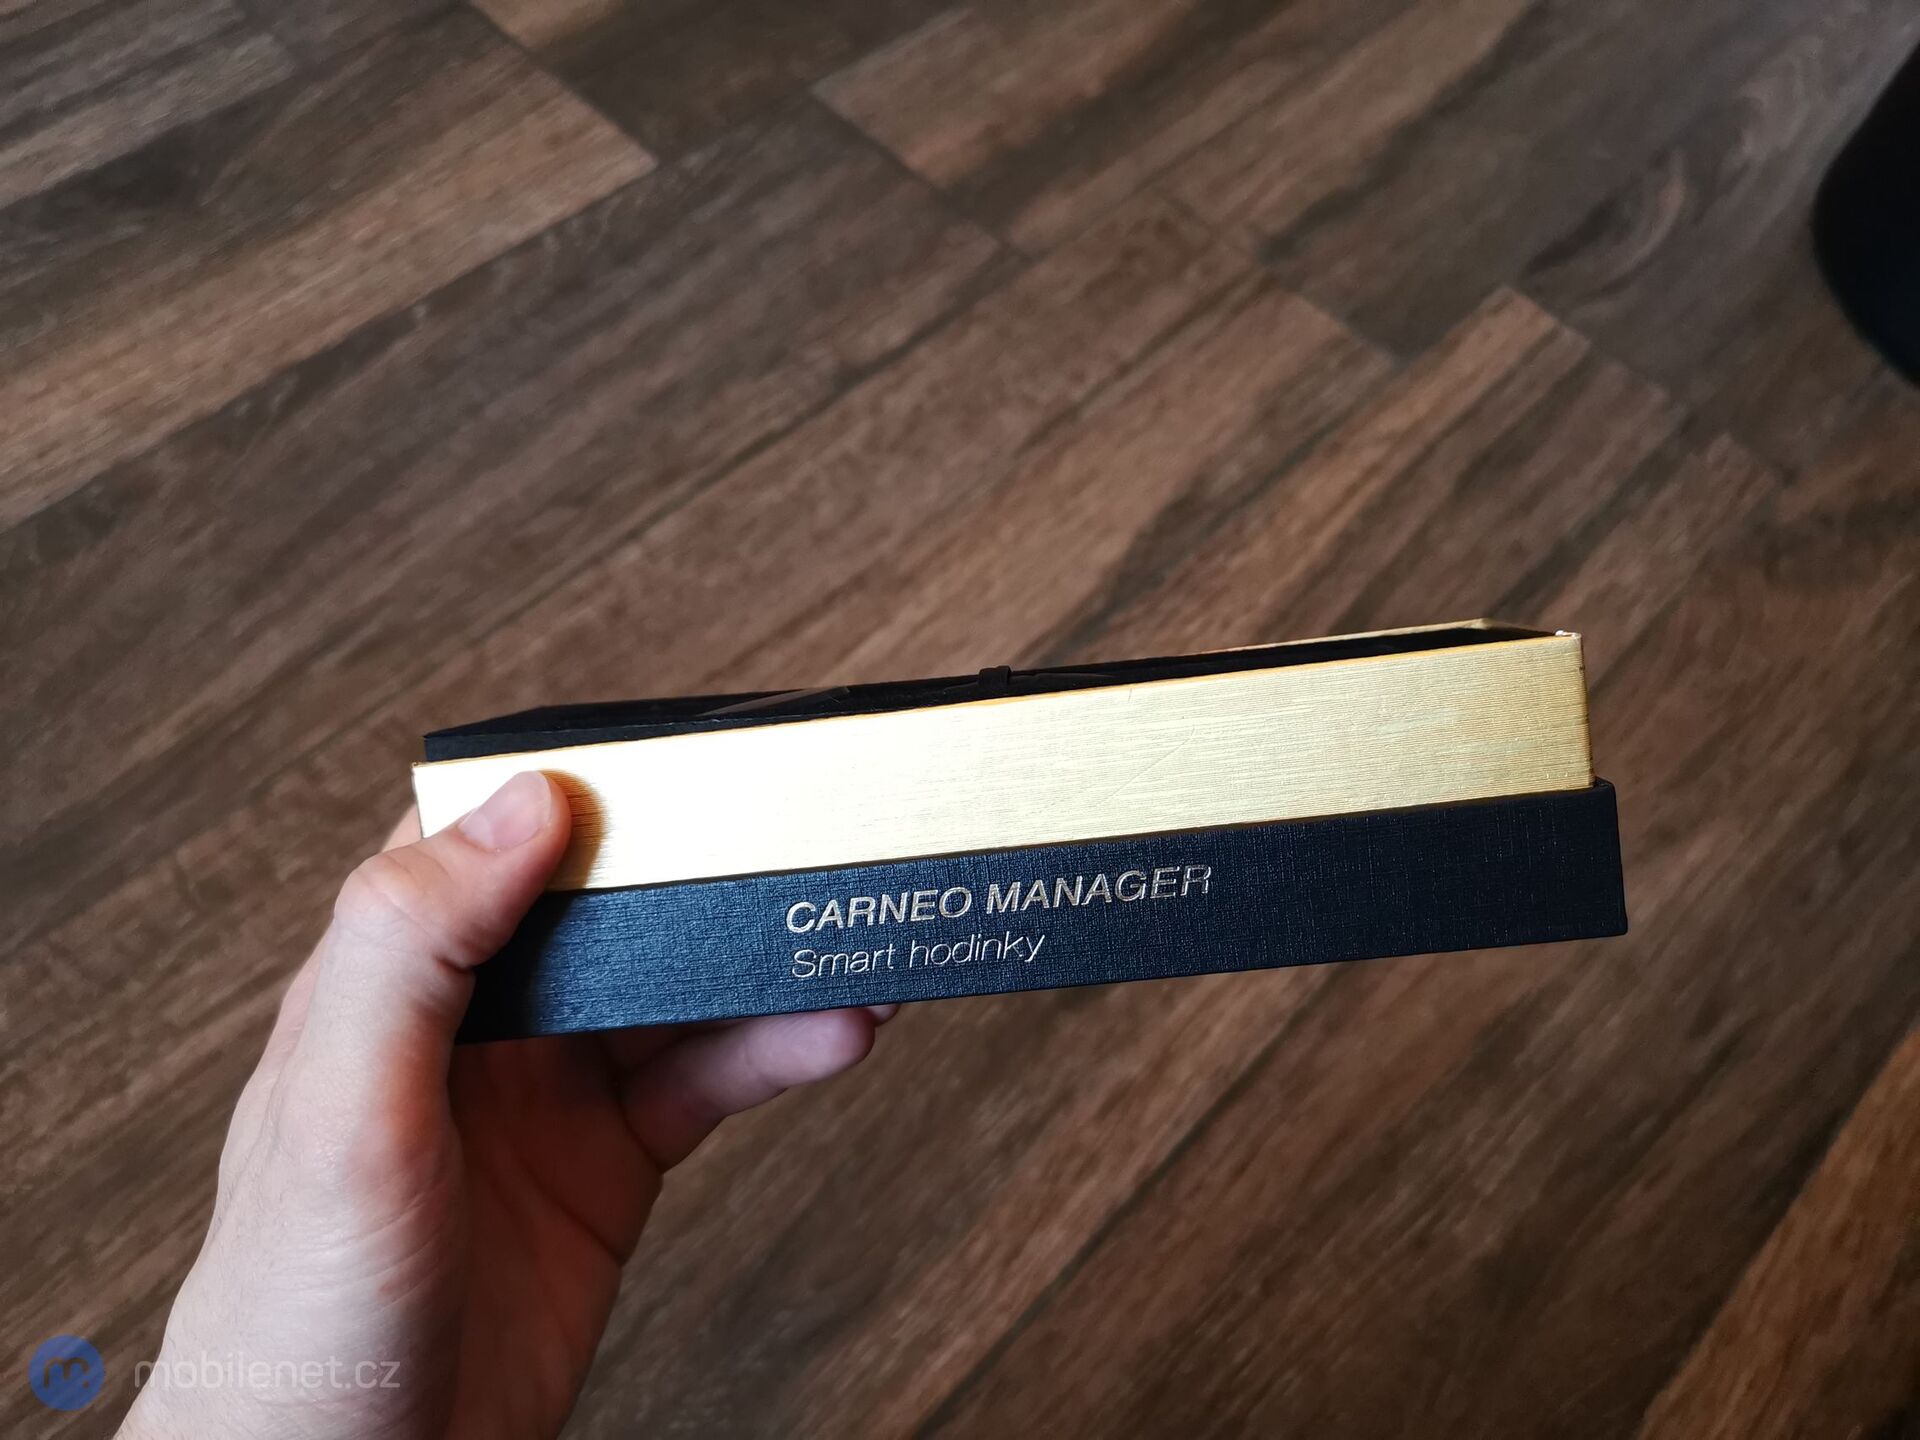 CARNEO MANAGER
Smart hodinky
mobilenet.cz